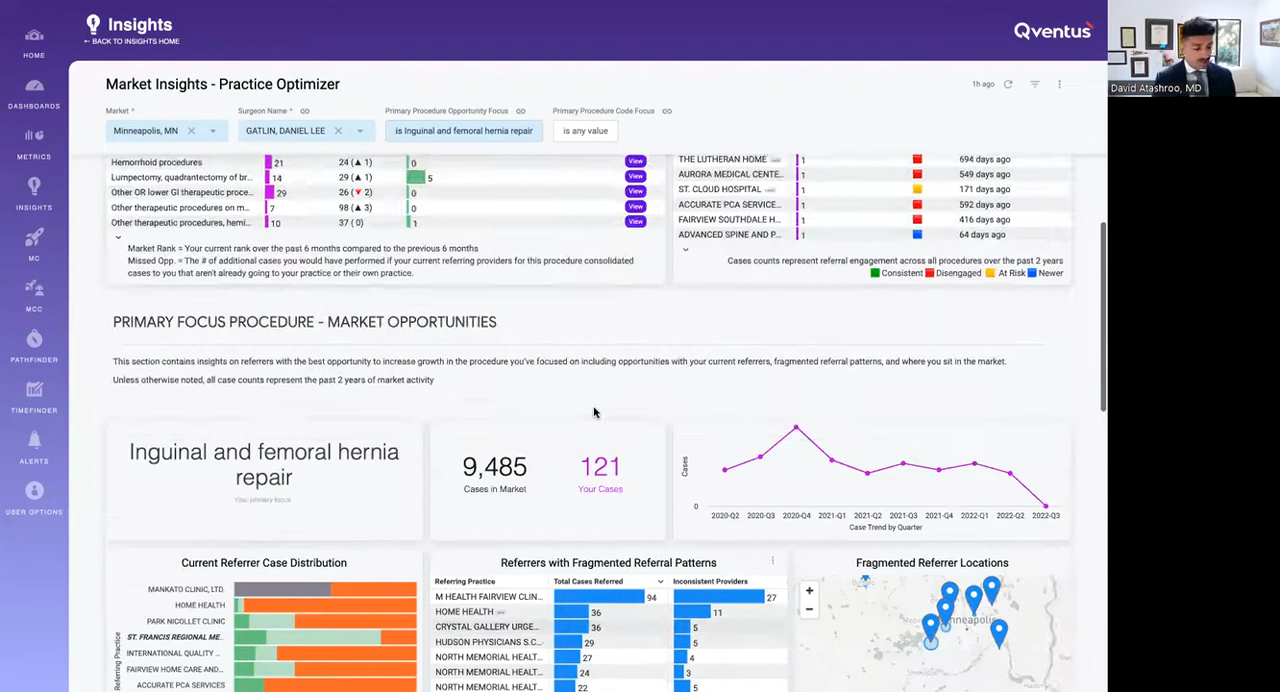 Insights
← BACK TO INSIGHTS HOME
Qventus
HOME
DASHBOARDS
METRICS
INSIGHTS
MC
MCC
PATHFINDER
TIMEFINDER
ALERTS
USER OPTIONS
David Atashroo, MD
Market Insights - Practice Optimizer
1h ago
Market *
Surgeon Name *
Primary Procedure Opportunity Focus
Primary Procedure Code Focus
Minneapolis, MN
GATLIN, DANIEL LEE
is Inguinal and femoral hernia repair
is any value
Hemorrhoid procedures 21 24 (▲ 1) 0 View
Lumpectomy, quadrantectomy of br... 14 29 (▲ 1) 5 View
Other OR lower GI therapeutic proce... 29 26 (▼ 2) 0 View
Other therapeutic procedures on m... 7 98 (▲ 3) 0 View
Other therapeutic procedures, hemi... 10 37 ( 0) 1 View
Market Rank = Your current rank over the past 6 months compared to the previous 6 months
Missed Opp. = The # of additional cases you would have performed if your current referring providers for this procedure consolidated
cases to you that aren't already going to your practice or their own practice.
THE LUTHERAN HOME 1 694 days ago
AURORA MEDICAL CENTE... 1 549 days ago
ST. CLOUD HOSPITAL 1 171 days ago
ACCURATE PCA SERVICE... 1 592 days ago
FAIRVIEW SOUTHDALE H... 1 416 days ago
ADVANCED SPINE AND P... 1 64 days ago
Cases counts represent referral engagement across all procedures over the past 2 years
Consistent Disengaged At Risk Newer
PRIMARY FOCUS PROCEDURE - MARKET OPPORTUNITIES
This section contains insights on referrers with the best opportunity to increase growth in the procedure you've focused on including opportunities with your current referrers, fragmented referral patterns, and where you sit in the market.
Unless otherwise noted, all case counts represent the past 2 years of market activity
Inguinal and femoral hernia
repair
Your primary focus
9,485
Cases in Market
121
Your Cases
Cases
0
2020-Q2 2020-Q3 2020-Q4 2021-Q1 2021-Q2 2021-Q3 2021-Q4 2022-Q1 2022-Q2 2022-Q3
Case Trend by Quarter
Current Referrer Case Distribution
Referring Practice
MANKATO CLINIC, LTD.
HOME HEALTH
PARK NICOLLET CLINIC
ST. FRANCIS REGIONAL ME...
INTERNATIONAL QUALITY ...
FAIRVIEW HOME CARE AND...
ACCURATE PCA SERVICES
Referrers with Fragmented Referral Patterns
Referring Practice Total Cases Referred Inconsistent Providers
M HEALTH FAIRVIEW CLIN... 94 27
HOME HEALTH 36 11
CRYSTAL GALLERY URGE... 36 5
HUDSON PHYSICIANS S.C... 29 5
NORTH MEMORIAL HEALT... 27 4
NORTH MEMORIAL HEALT... 24 3
NORTH MEMORIAL HEALT... 22 5
Fragmented Referrer Locations
+
−